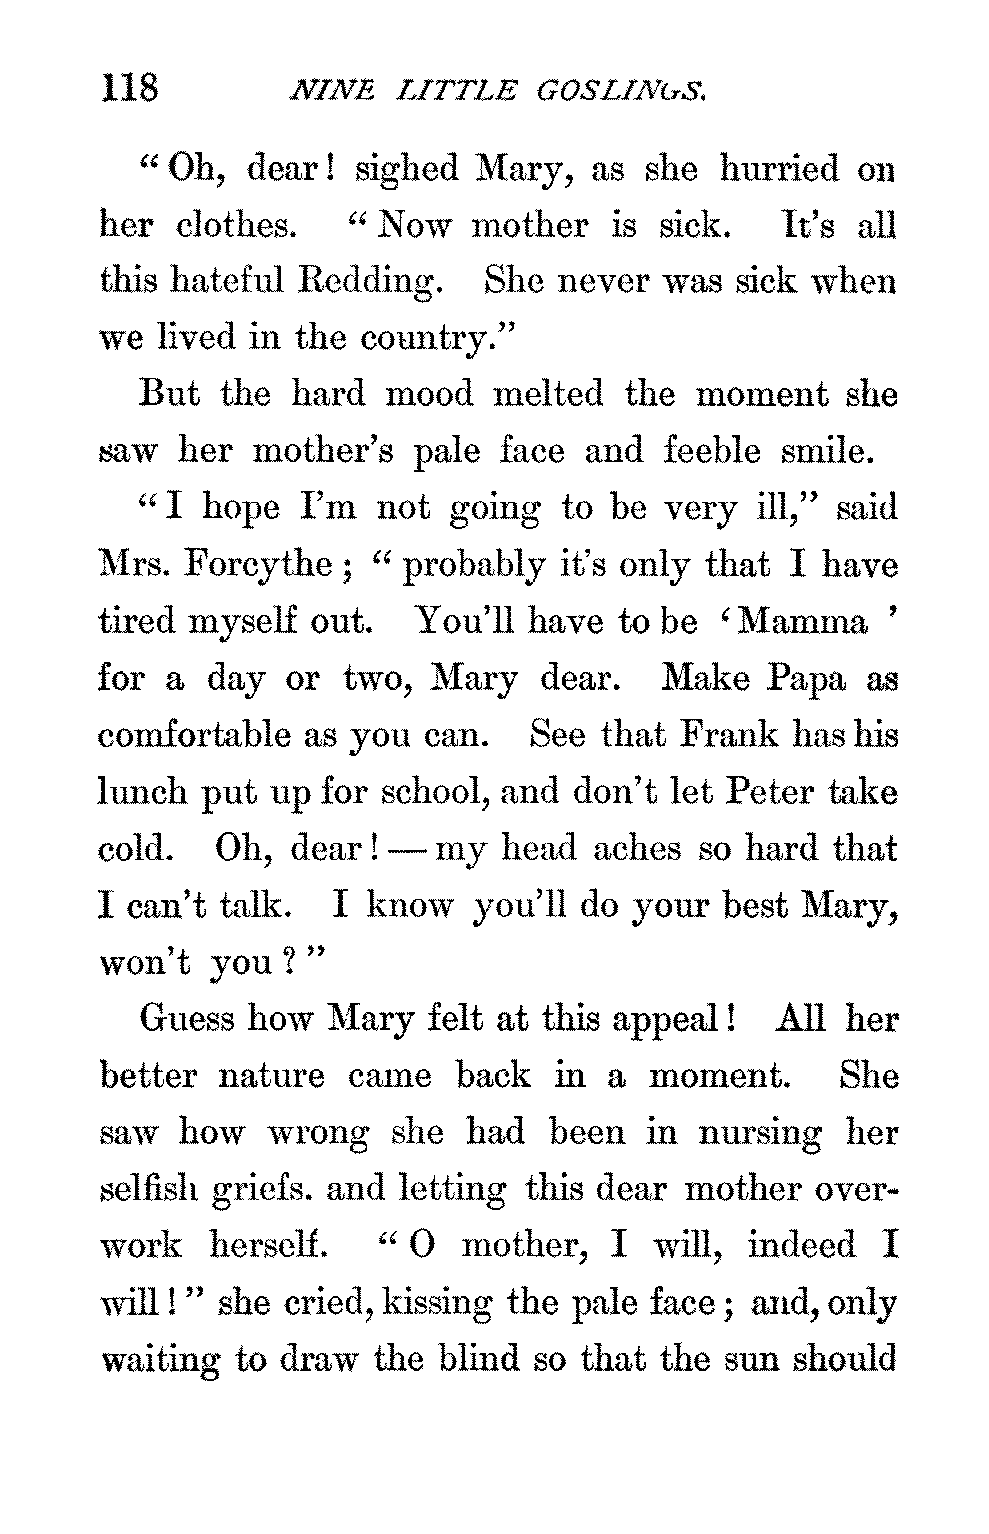 118 NINE LITTLE GOSLINGS.
“ Oh, dear! sighed Mary, as she hurried on
her clothes. “ Now mother is sick. It’s all
this hateful Redding. She never was sick when
we lived in the country.”
But the hard mood melted the moment she
saw her mother’s pale face and feeble smile.
“ I hope I’m not going to be very ill,” said
Mrs. Forcythe ; “ probably it’s only that I have
tired myself out. You’ll have to be ‘ Mamma ’
for a day or two, Mary dear. Make Papa as
comfortable as you can. See that Frank has his
lunch put up for school, and don’t let Peter take
cold. Oh, dear! — my head aches so hard that
I can’t talk. I know you’ll do your best Mary,
won’t you ? ”
Guess how Mary felt at this appeal! All her
better nature came back in a moment. She
saw how wrong she had been in nursing her
selfish griefs. and letting this dear mother over-
work herself. “ O mother, I will, indeed I
will! ” she cried, kissing the pale face ; and, only
waiting to draw the blind so that the sun should